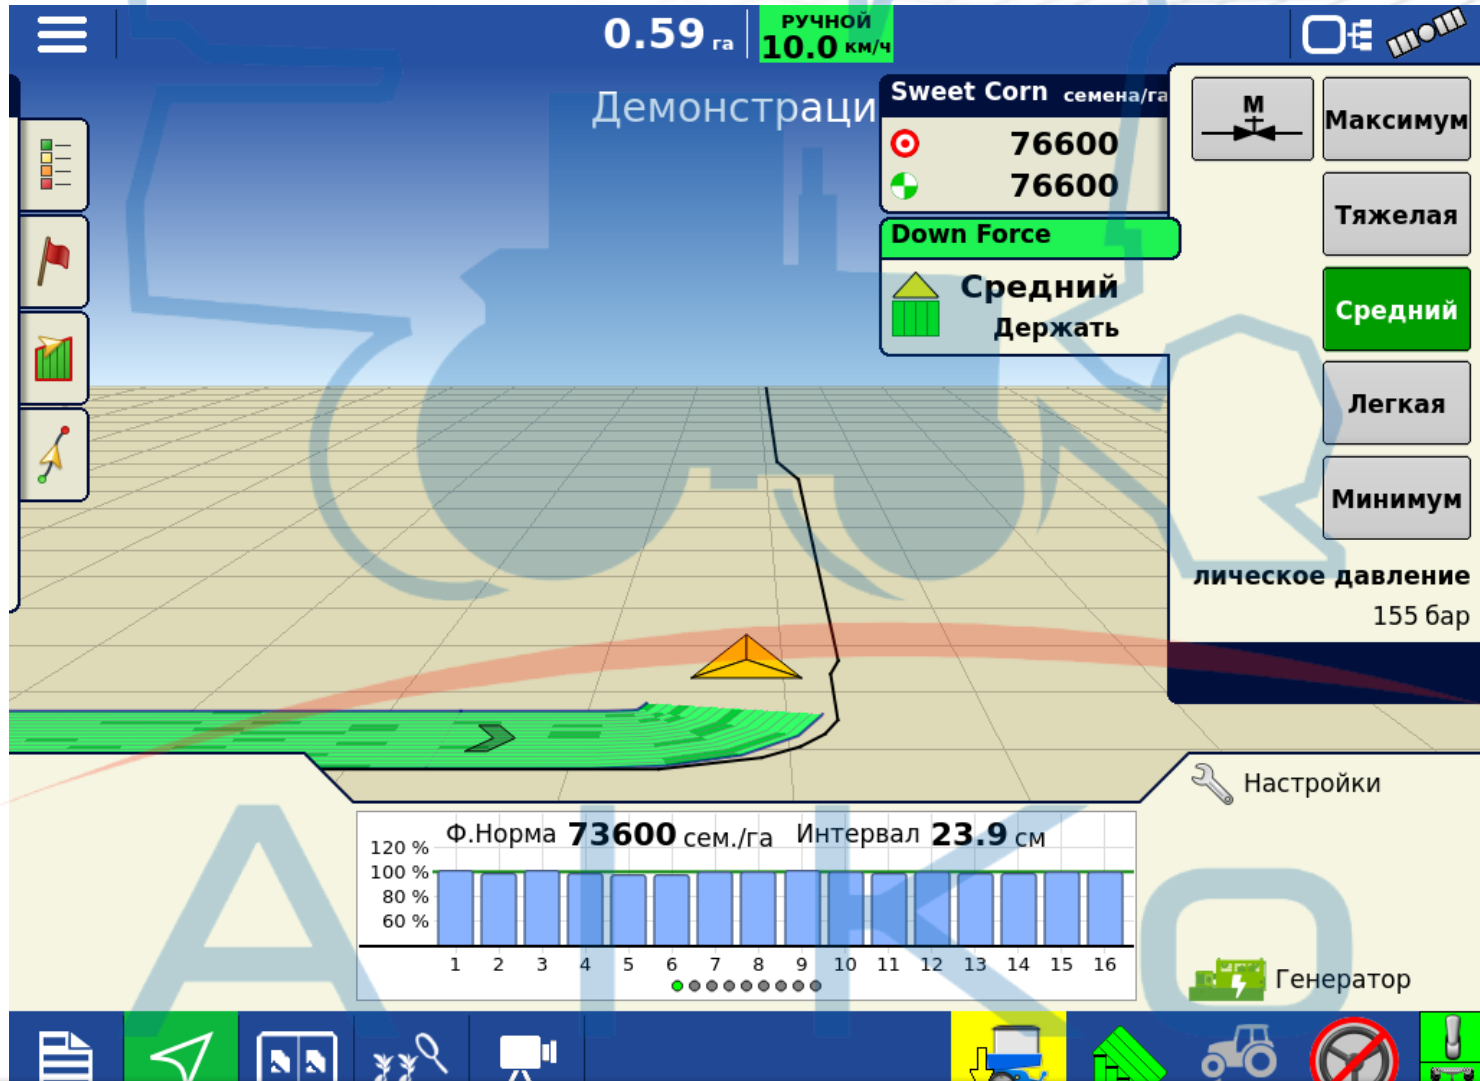 0.59 га
РУЧНОЙ
10.0 км/ч
Демонстраци
Sweet Corn семена/га
76600
76600
Down Force
Средний
Держать
M
Максимум
Тяжелая
Средний
Легкая
Минимум
лическое давление
155 бар
Настройки
Ф.Норма 73600 сем./га Интервал 23.9 см
120 %
100 %
80 %
60 %
1 2 3 4 5 6 7 8 9 10 11 12 13 14 15 16
Генератор
AIKO